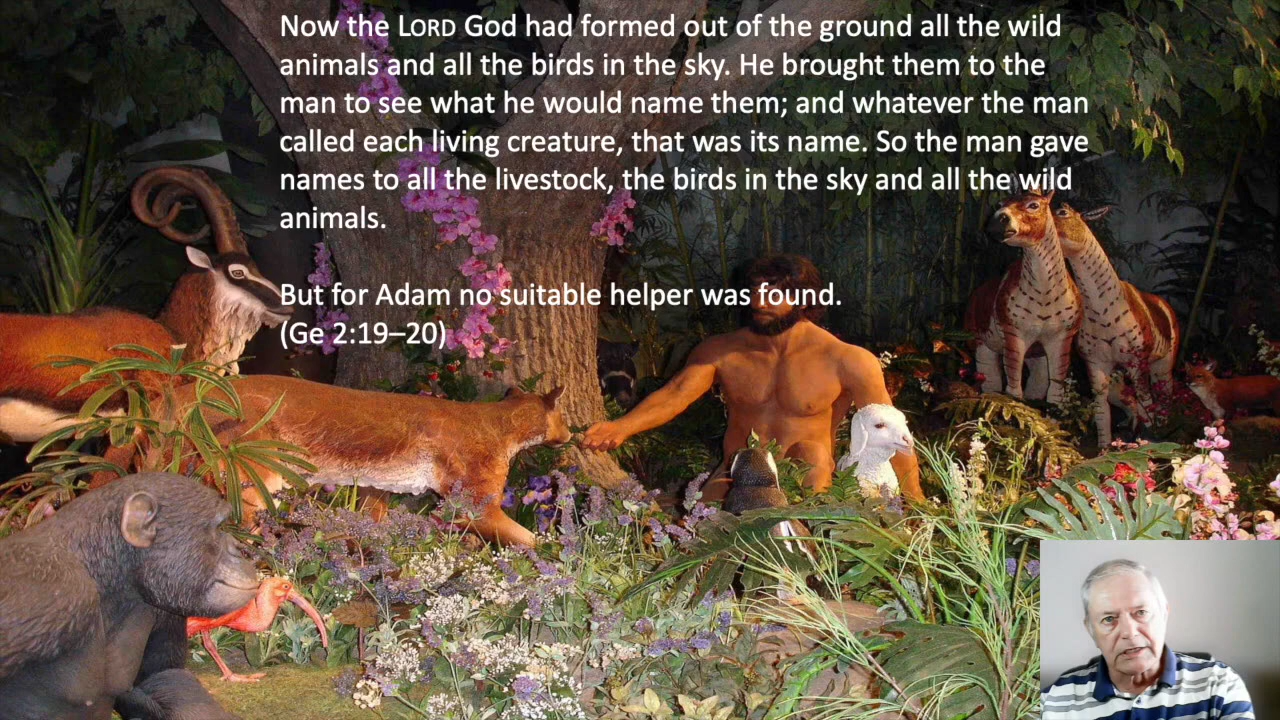 Now the LORD God had formed out of the ground all the wild
animals and all the birds in the sky. He brought them to the
man to see what he would name them; and whatever the man
called each living creature, that was its name. So the man gave
names to all the livestock, the birds in the sky and all the wild
animals.
But for Adam no suitable helper was found.
(Ge 2:19–20)